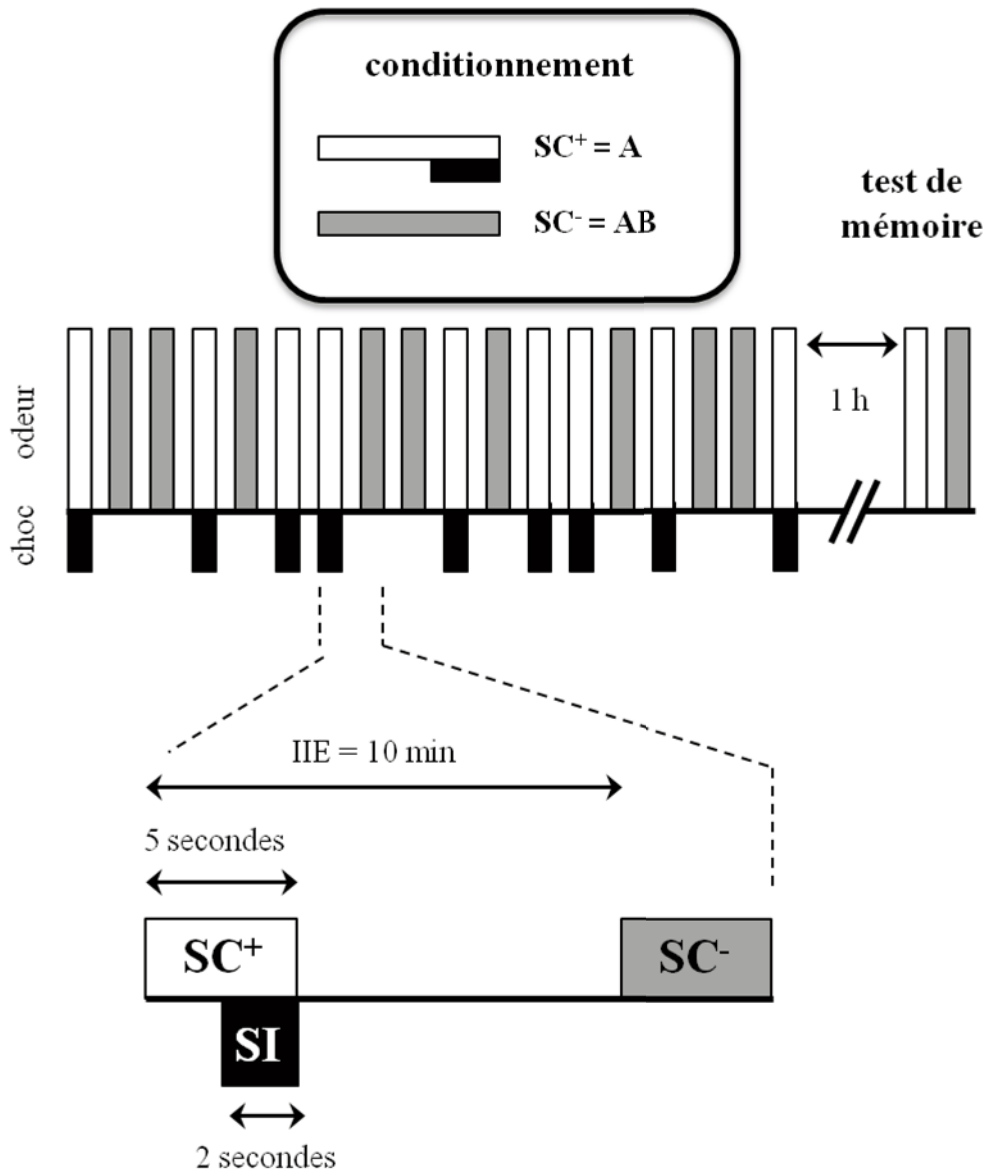 conditionnement
SC⁺ = A
SC⁻ = AB
test de
mémoire
odeur
choc
1 h
IIE = 10 min
5 secondes
SC⁺
SC⁻
SI
2 secondes